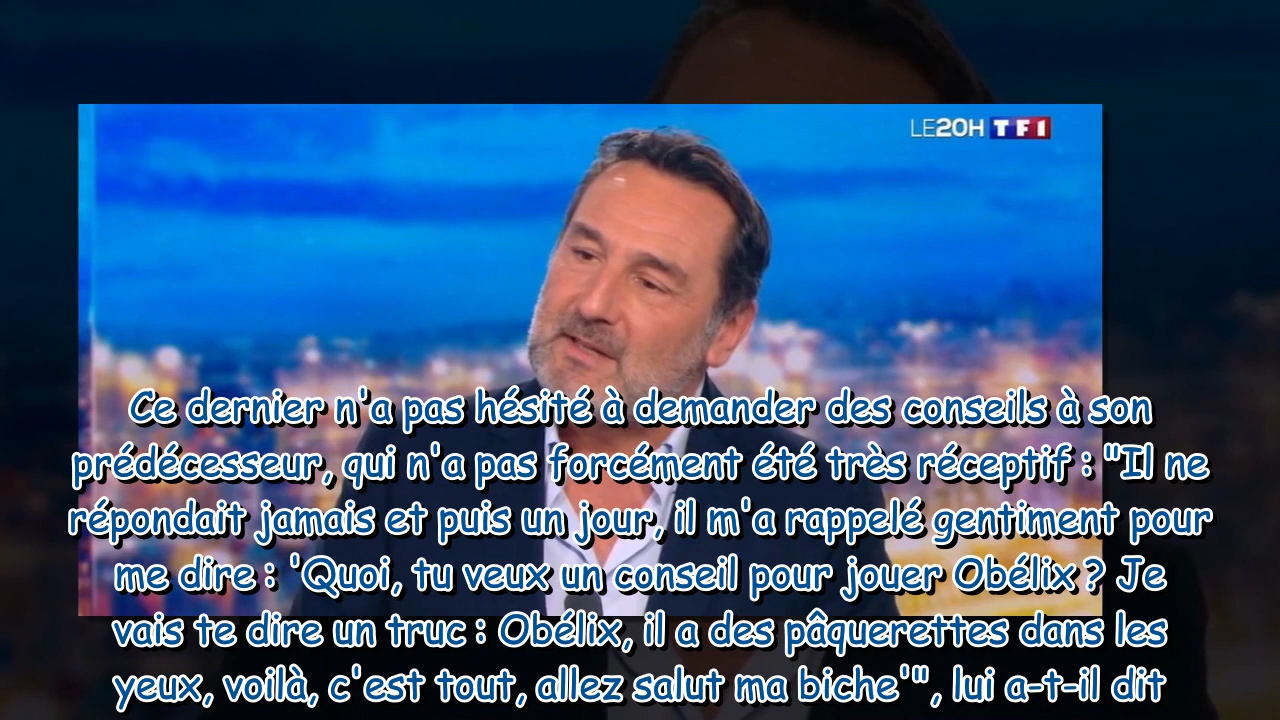 LE20H TF1
Ce dernier n'a pas hésité à demander des conseils à son
prédécesseur, qui n'a pas forcément été très réceptif : "Il ne
répondait jamais et puis un jour, il m'a rappelé gentiment pour
me dire : 'Quoi, tu veux un conseil pour jouer Obélix ? Je
vais te dire un truc : Obélix, il a des pâquerettes dans les
yeux, voilà, c'est tout, allez salut ma biche'", lui a-t-il dit